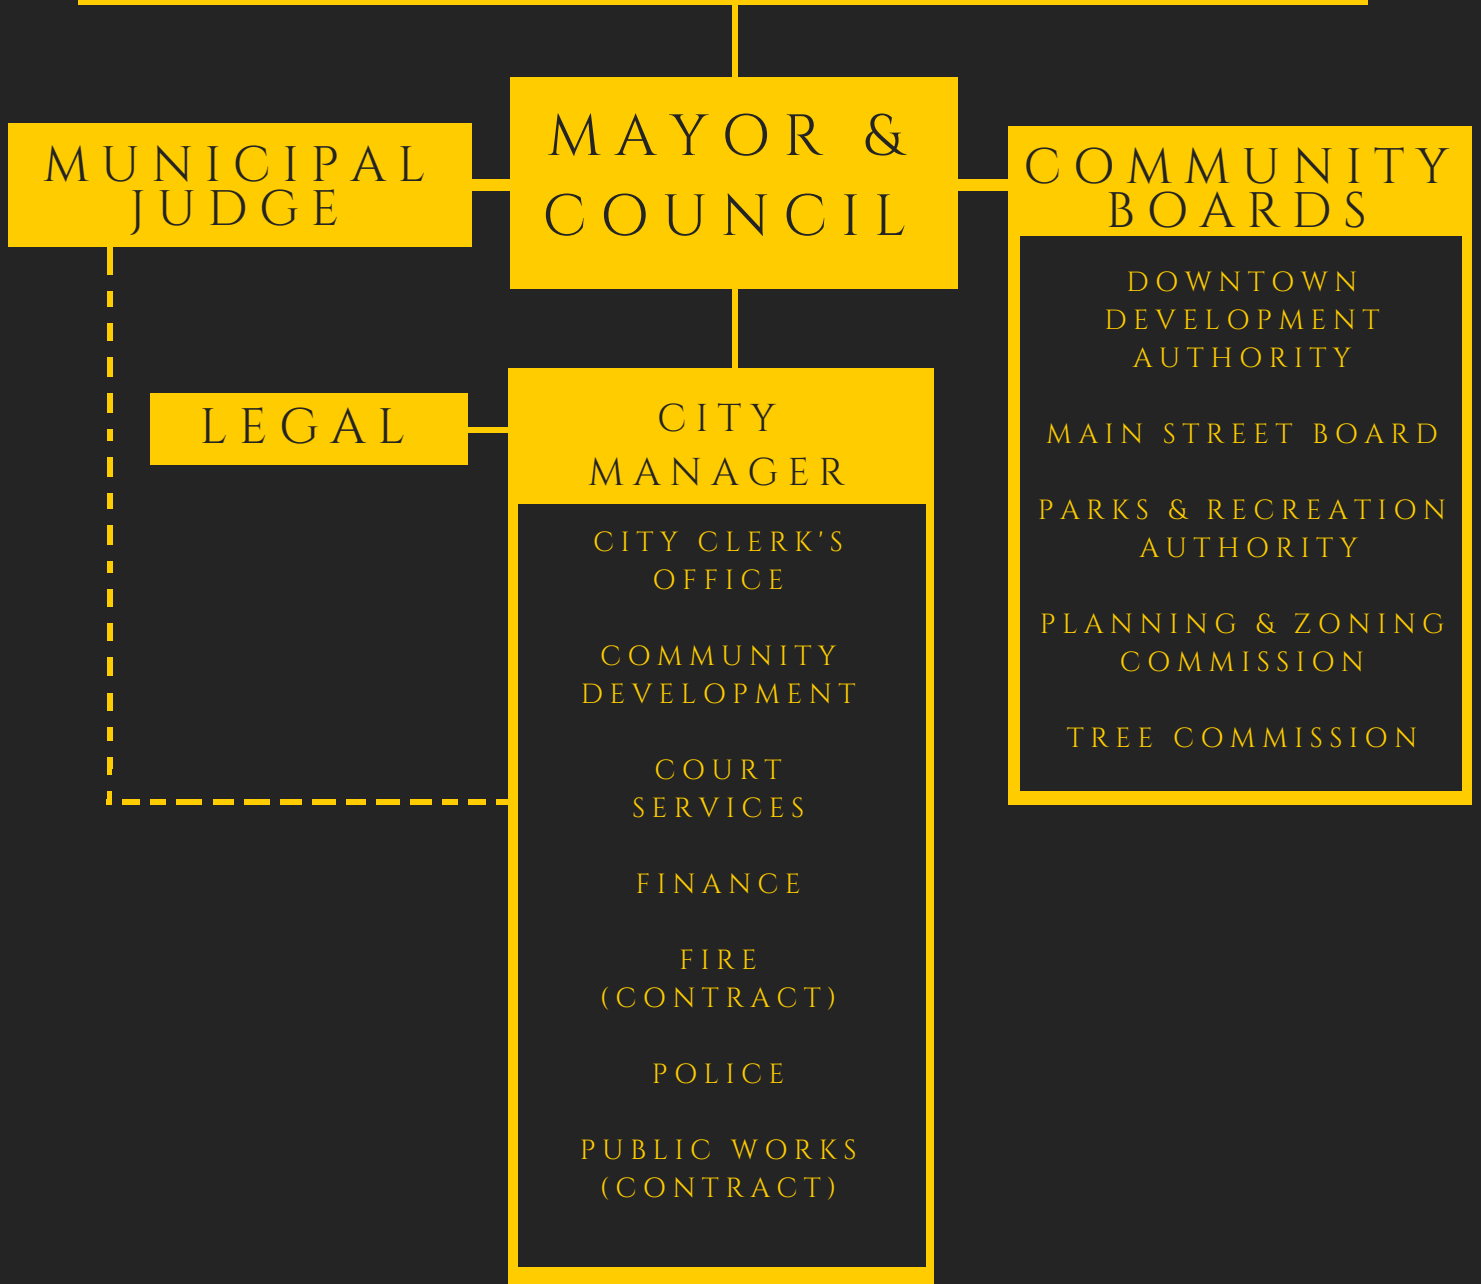 MAYOR &
COUNCIL
MUNICIPAL
JUDGE
COMMUNITY
BOARDS
DOWNTOWN
DEVELOPMENT
AUTHORITY
MAIN STREET BOARD
PARKS & RECREATION
AUTHORITY
PLANNING & ZONING
COMMISSION
TREE COMMISSION
LEGAL
CITY
MANAGER
CITY CLERK'S
OFFICE
COMMUNITY
DEVELOPMENT
COURT
SERVICES
FINANCE
FIRE
(CONTRACT)
POLICE
PUBLIC WORKS
(CONTRACT)